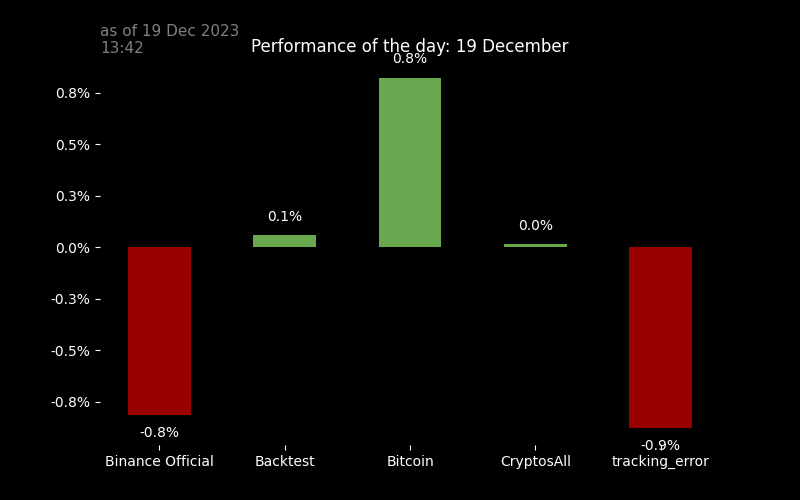 as of 19 Dec 2023
13:42
Performance of the day: 19 December
0.8%
0.8%
0.5%
0.3%
0.1%
0.0%
0.0%
-0.3%
-0.5%
-0.8%
-0.8%
-0.9%
Binance Official
Backtest
Bitcoin
CryptosAll
tracking_error